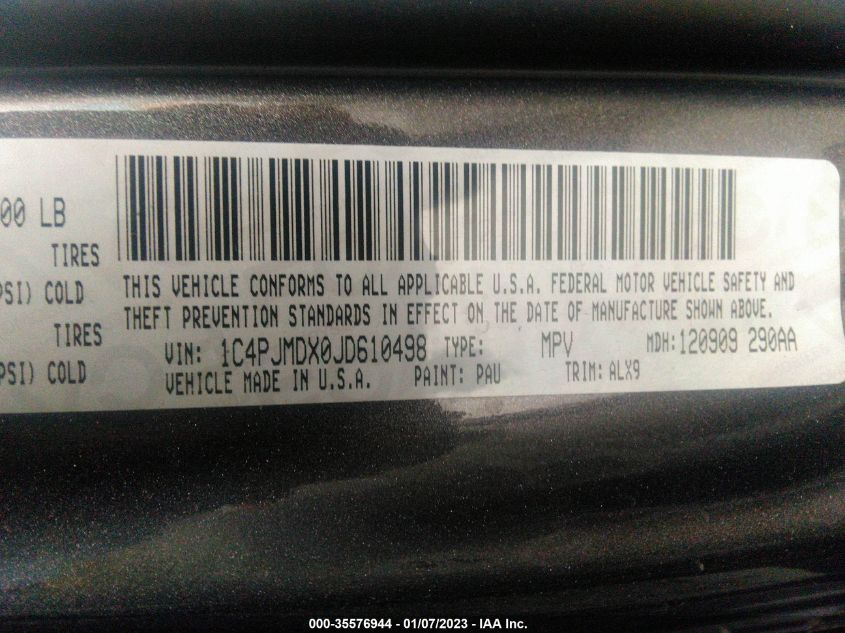 00 LB
TIRES
PSI) COLD
TIRES
PSI) COLD
THIS VEHICLE CONFORMS TO ALL APPLICABLE U.S.A. FEDERAL MOTOR VEHICLE SAFETY AND
THEFT PREVENTION STANDARDS IN EFFECT ON THE DATE OF MANUFACTURE SHOWN ABOVE.
VIN: 1C4PJMDX0JD610498 TYPE: MPV MDH: 120909 290AA
VEHICLE MADE IN U.S.A. PAINT: PAU TRIM: ALX9
000-35576944 - 01/07/2023 - IAA Inc.